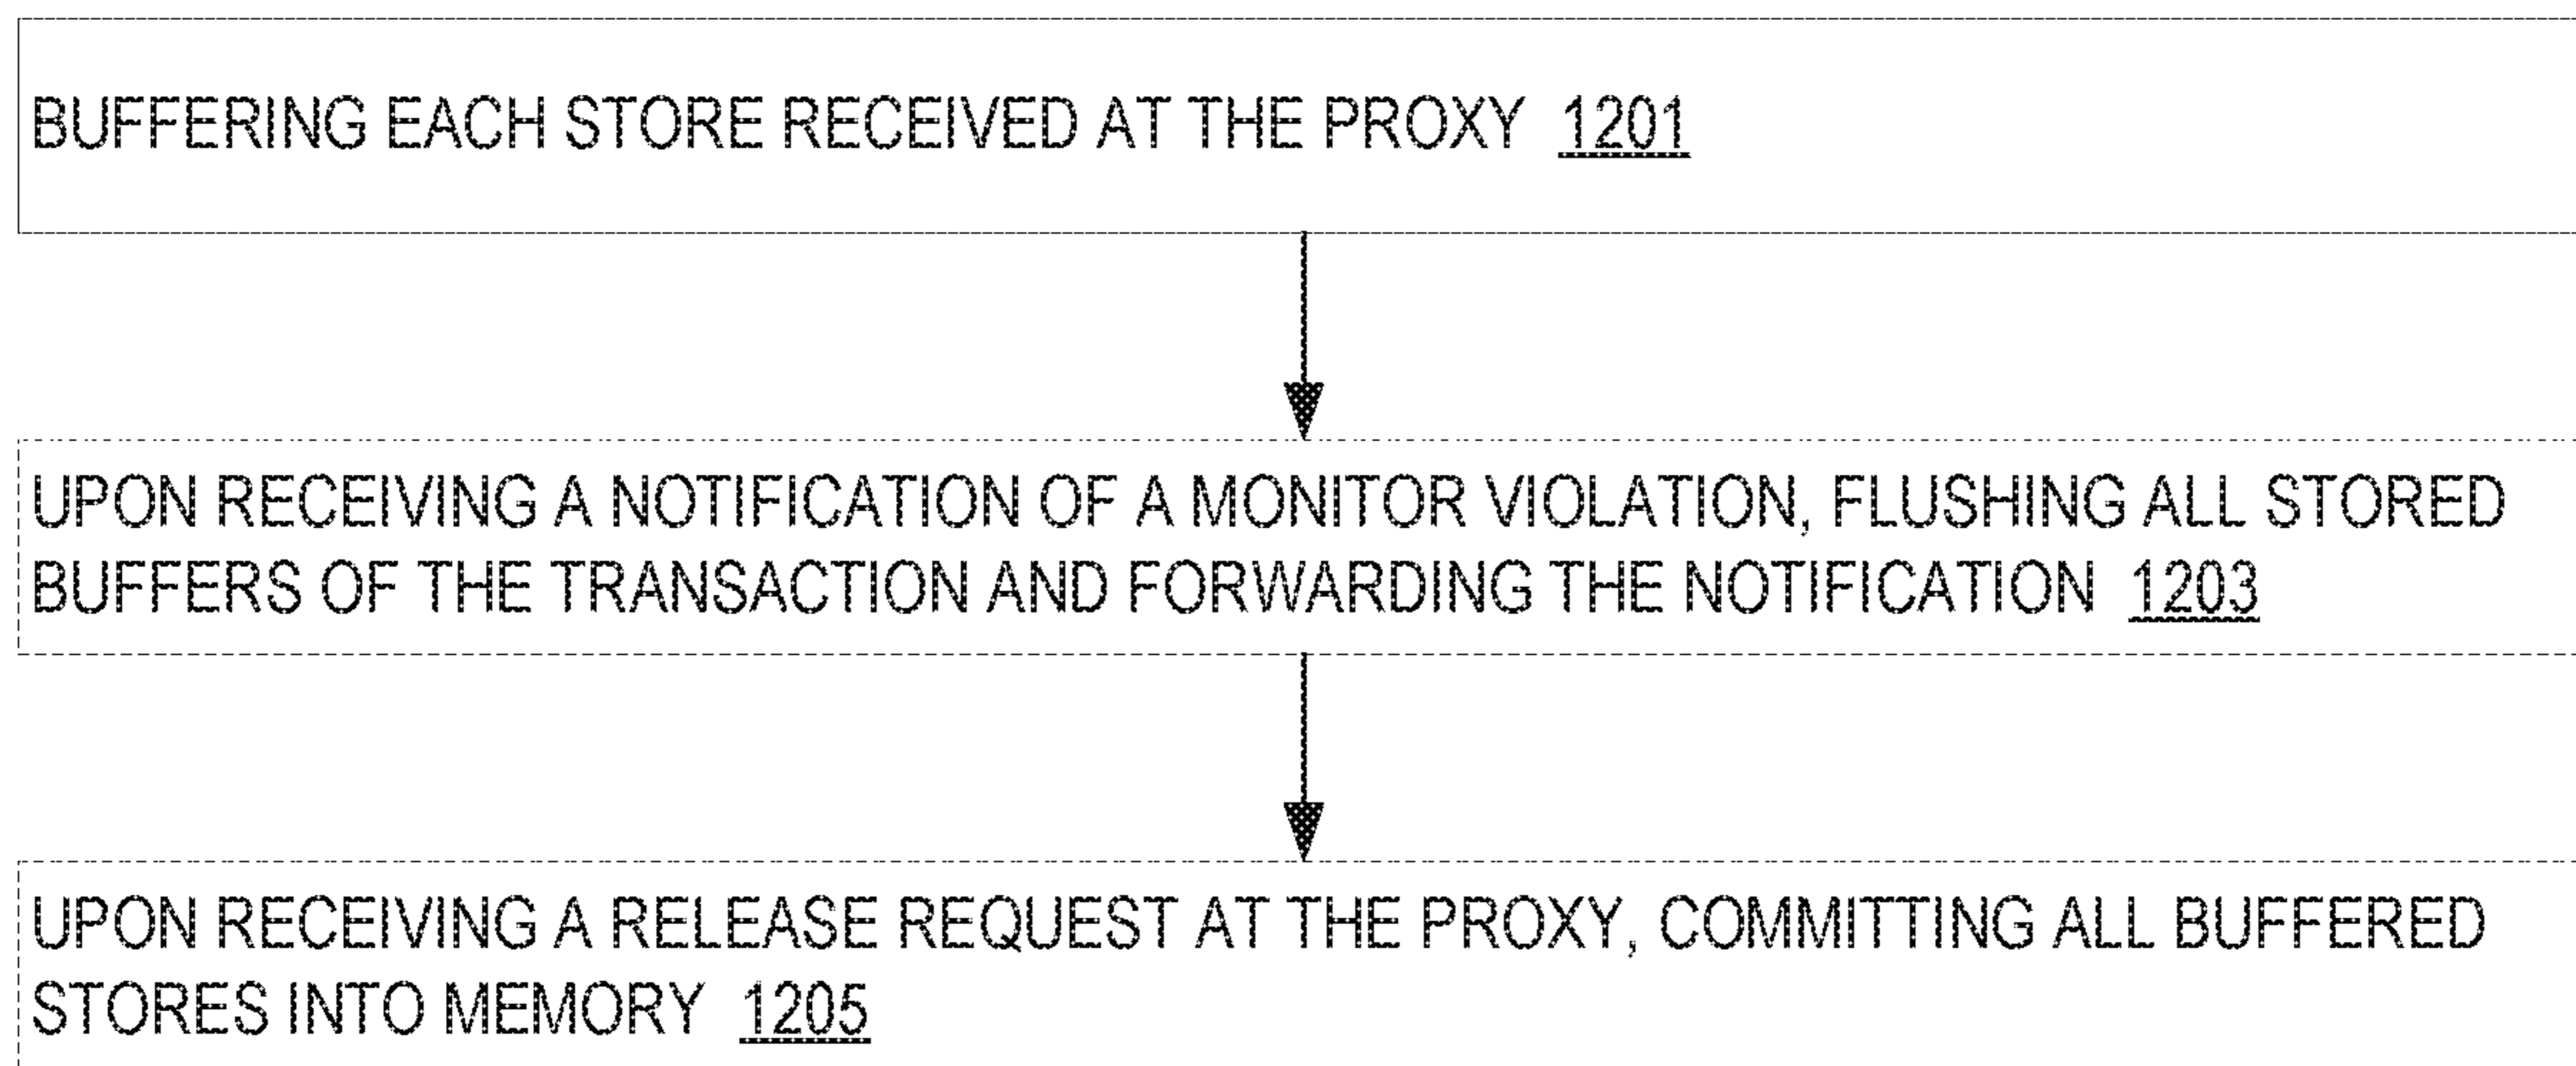 BUFFERING EACH STORE RECEIVED AT THE PROXY 1201
UPON RECEIVING A NOTIFICATION OF A MONITOR VIOLATION, FLUSHING ALL STORED
BUFFERS OF THE TRANSACTION AND FORWARDING THE NOTIFICATION 1203
UPON RECEIVING A RELEASE REQUEST AT THE PROXY, COMMITTING ALL BUFFERED
STORES INTO MEMORY 1205